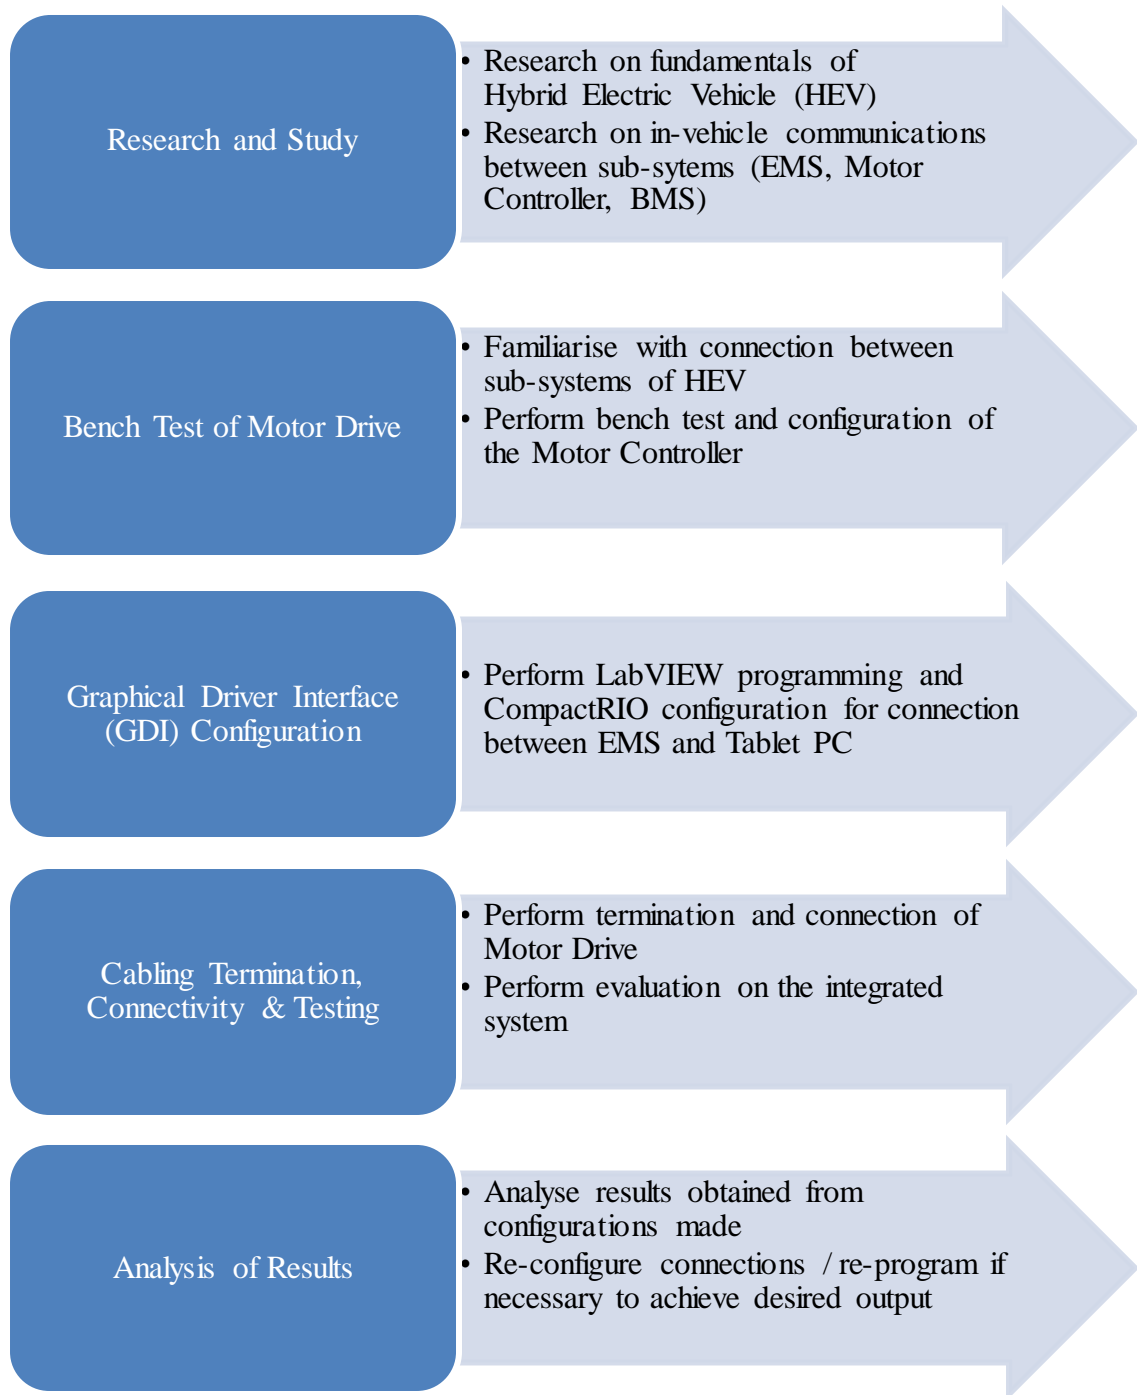 Research and Study
• Research on fundamentals of
Hybrid Electric Vehicle (HEV)
• Research on in-vehicle communications
between sub-sytems (EMS, Motor
Controller, BMS)
Bench Test of Motor Drive
• Familiarise with connection between
sub-systems of HEV
• Perform bench test and configuration of
the Motor Controller
Graphical Driver Interface
(GDI) Configuration
• Perform LabVIEW programming and
CompactRIO configuration for connection
between EMS and Tablet PC
Cabling Termination,
Connectivity & Testing
• Perform termination and connection of
Motor Drive
• Perform evaluation on the integrated
system
Analysis of Results
• Analyse results obtained from
configurations made
• Re-configure connections / re-program if
necessary to achieve desired output